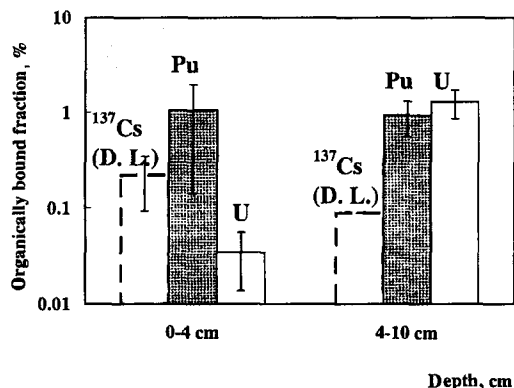 Organically bound fraction, %
10
1
0.1
0.01
Pu
¹³⁷Cs
(D. L.)
U
Pu U
¹³⁷Cs
(D. L.)
0-4 cm
4-10 cm
Depth, cm